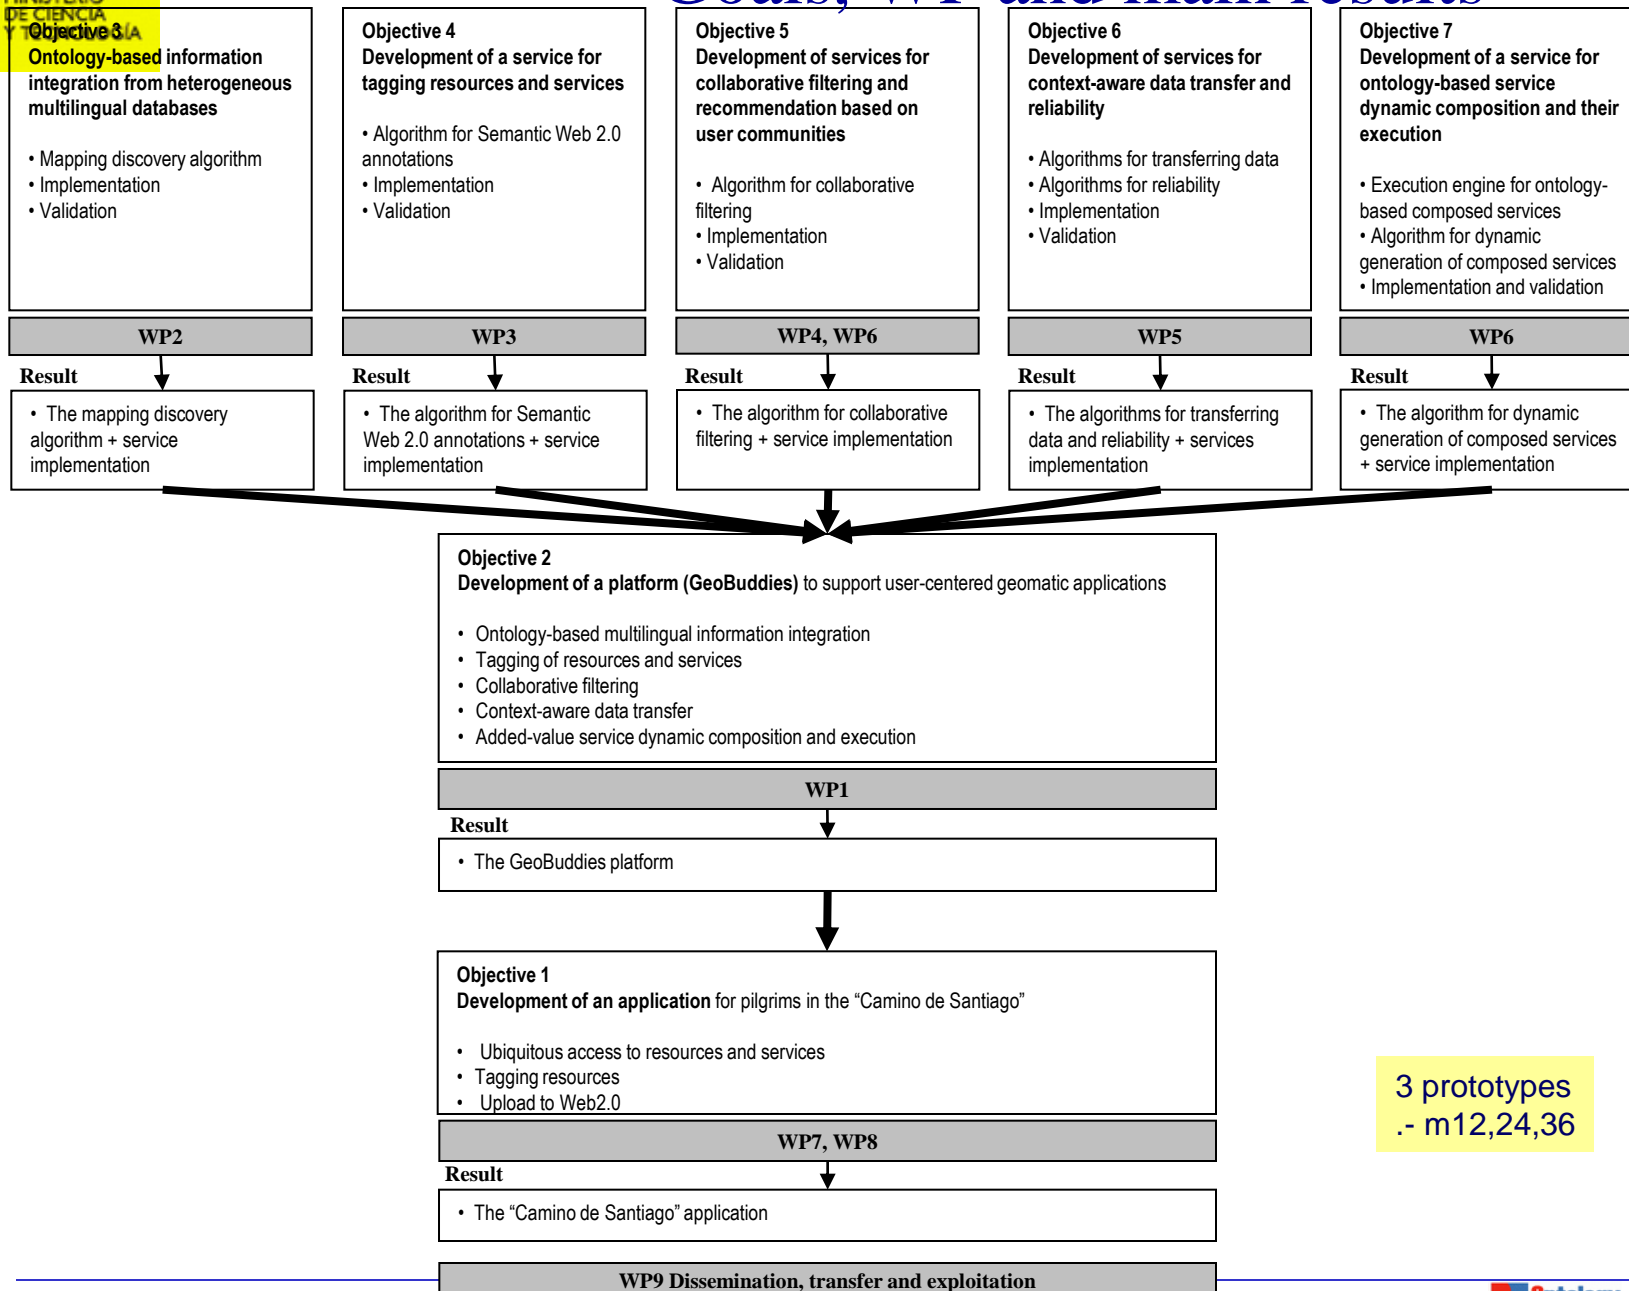 Goals, WP and main results
MINISTERIO
DE CIENCIA
Y TECNOLOGÍA
Objective 3
Ontology-based information
integration from heterogeneous
multilingual databases
• Mapping discovery algorithm
• Implementation
• Validation
WP2
Result
• The mapping discovery
algorithm + service
implementation
Objective 4
Development of a service for
tagging resources and services
• Algorithm for Semantic Web 2.0
annotations
• Implementation
• Validation
WP3
Result
• The algorithm for Semantic
Web 2.0 annotations + service
implementation
Objective 5
Development of services for
collaborative filtering and
recommendation based on
user communities
• Algorithm for collaborative
filtering
• Implementation
• Validation
WP4, WP6
Result
• The algorithm for collaborative
filtering + service implementation
Objective 6
Development of services for
context-aware data transfer and
reliability
• Algorithms for transferring data
• Algorithms for reliability
• Implementation
• Validation
WP5
Result
• The algorithms for transferring
data and reliability + services
implementation
Objective 7
Development of a service for
ontology-based service
dynamic composition and their
execution
• Execution engine for ontology-
based composed services
• Algorithm for dynamic
generation of composed services
• Implementation and validation
WP6
Result
• The algorithm for dynamic
generation of composed services
+ service implementation
Objective 2
Development of a platform (GeoBuddies) to support user-centered geomatic applications
• Ontology-based multilingual information integration
• Tagging of resources and services
• Collaborative filtering
• Context-aware data transfer
• Added-value service dynamic composition and execution
WP1
Result
• The GeoBuddies platform
Objective 1
Development of an application for pilgrims in the “Camino de Santiago”
• Ubiquitous access to resources and services
• Tagging resources
• Upload to Web2.0
WP7, WP8
Result
• The “Camino de Santiago” application
3 prototypes
.- m12,24,36
WP9 Dissemination, transfer and exploitation